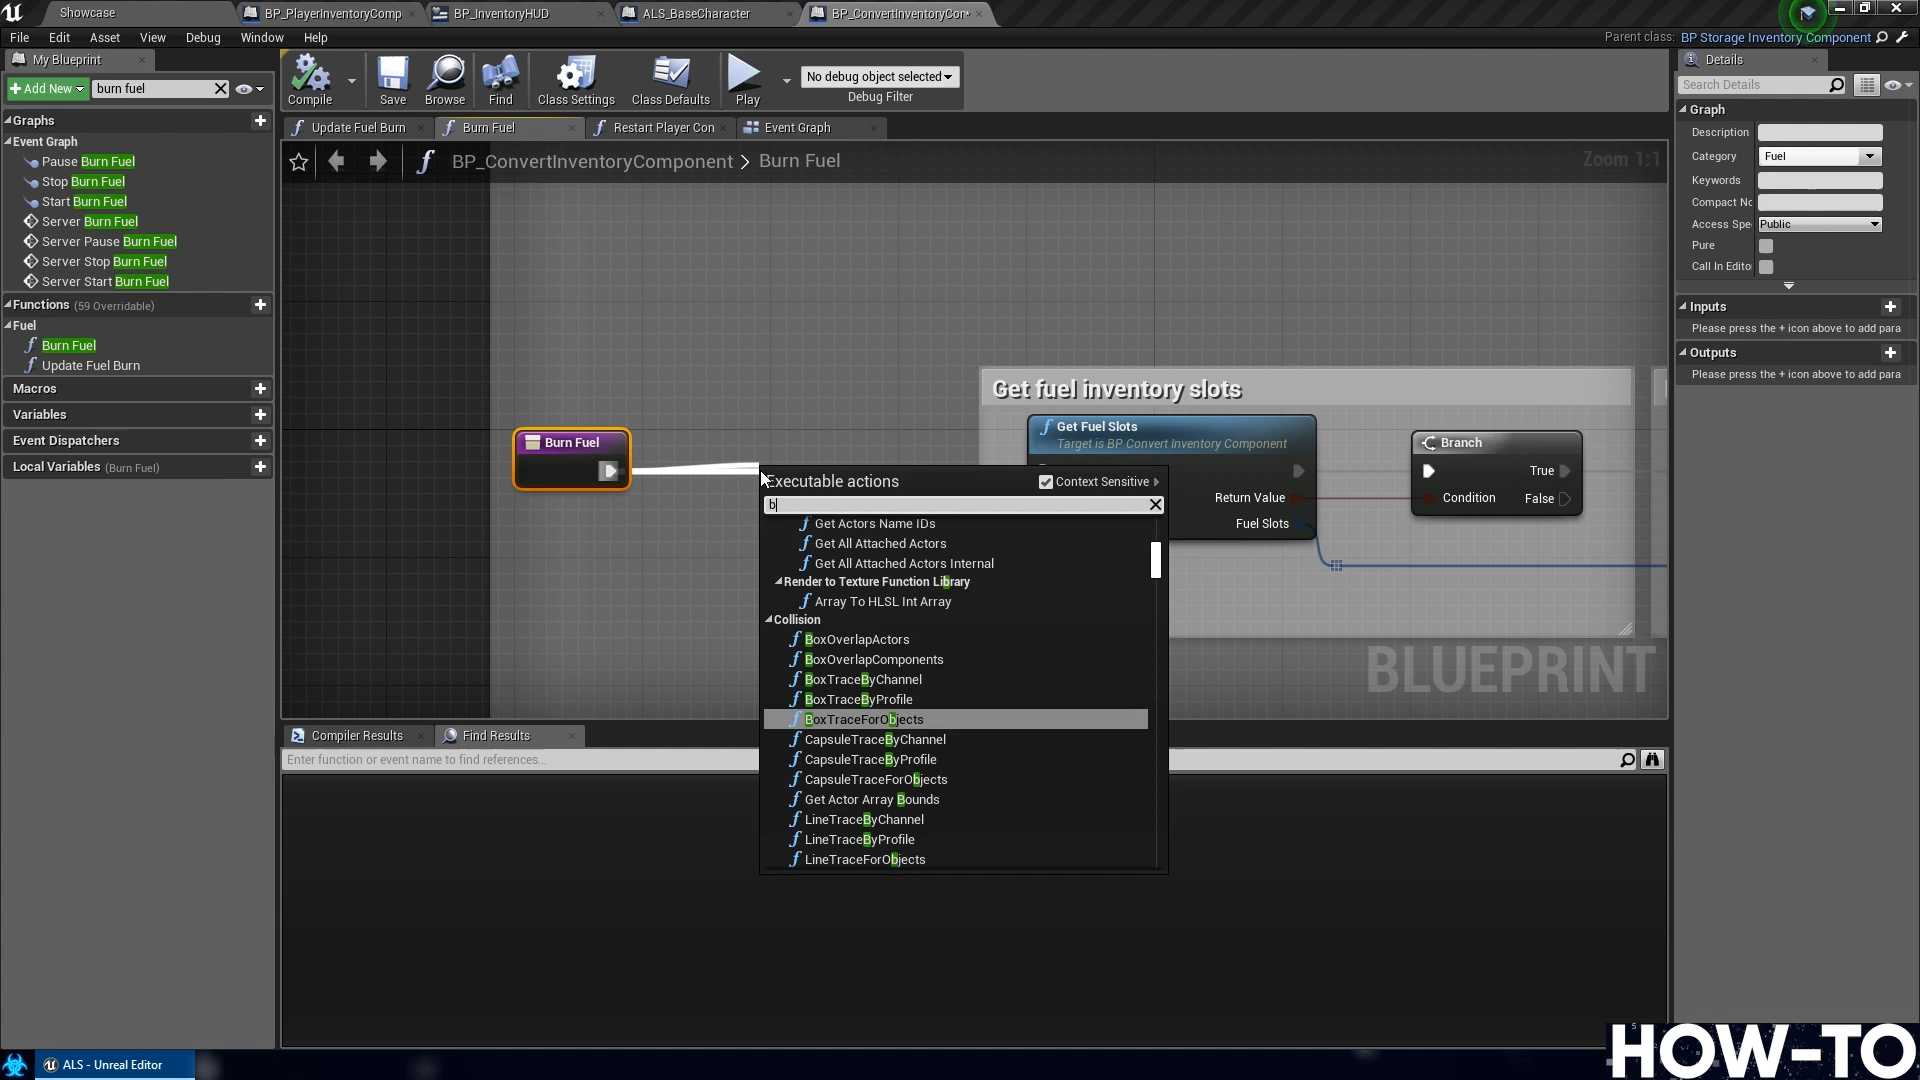 Showcase
BP_PlayerInventoryComp
BP_InventoryHUD
ALS_BaseCharacter
BP_ConvertInventoryCon*
File Edit Asset View Debug Window Help
Parent class: BP Storage Inventory Component
My Blueprint
Add New
burn fuel
Graphs
Event Graph
Pause Burn Fuel
Stop Burn Fuel
Start Burn Fuel
Server Burn Fuel
Server Pause Burn Fuel
Server Stop Burn Fuel
Server Start Burn Fuel
Functions (59 Overridable)
Fuel
Burn Fuel
Update Fuel Burn
Macros
Variables
Event Dispatchers
Local Variables (Burn Fuel)
Compile
Save
Browse
Find
Class Settings
Class Defaults
Play
No debug object selected
Debug Filter
Update Fuel Burn
Burn Fuel
Restart Player Con
Event Graph
BP_ConvertInventoryComponent > Burn Fuel
Zoom 1:1
Get fuel inventory slots
Burn Fuel
Get Fuel Slots
Target is BP Convert Inventory Component
Return Value
Fuel Slots
Branch
True
Condition
False
Executable actions
Context Sensitive
b
Get Actors Name IDs
Get All Attached Actors
Get All Attached Actors Internal
Render to Texture Function Library
Array To HLSL Int Array
Collision
BoxOverlapActors
BoxOverlapComponents
BoxTraceByChannel
BoxTraceByProfile
BoxTraceForObjects
CapsuleTraceByChannel
CapsuleTraceByProfile
CapsuleTraceForObjects
Get Actor Array Bounds
LineTraceByChannel
LineTraceByProfile
LineTraceForObjects
BLUEPRINT
Compiler Results
Find Results
Enter function or event name to find references...
Details
Search Details
Graph
Description
Category
Fuel
Keywords
Compact Nc
Access Spe
Public
Pure
Call In Edito
Inputs
Please press the + icon above to add para
Outputs
Please press the + icon above to add para
ALS - Unreal Editor
HOW-TO